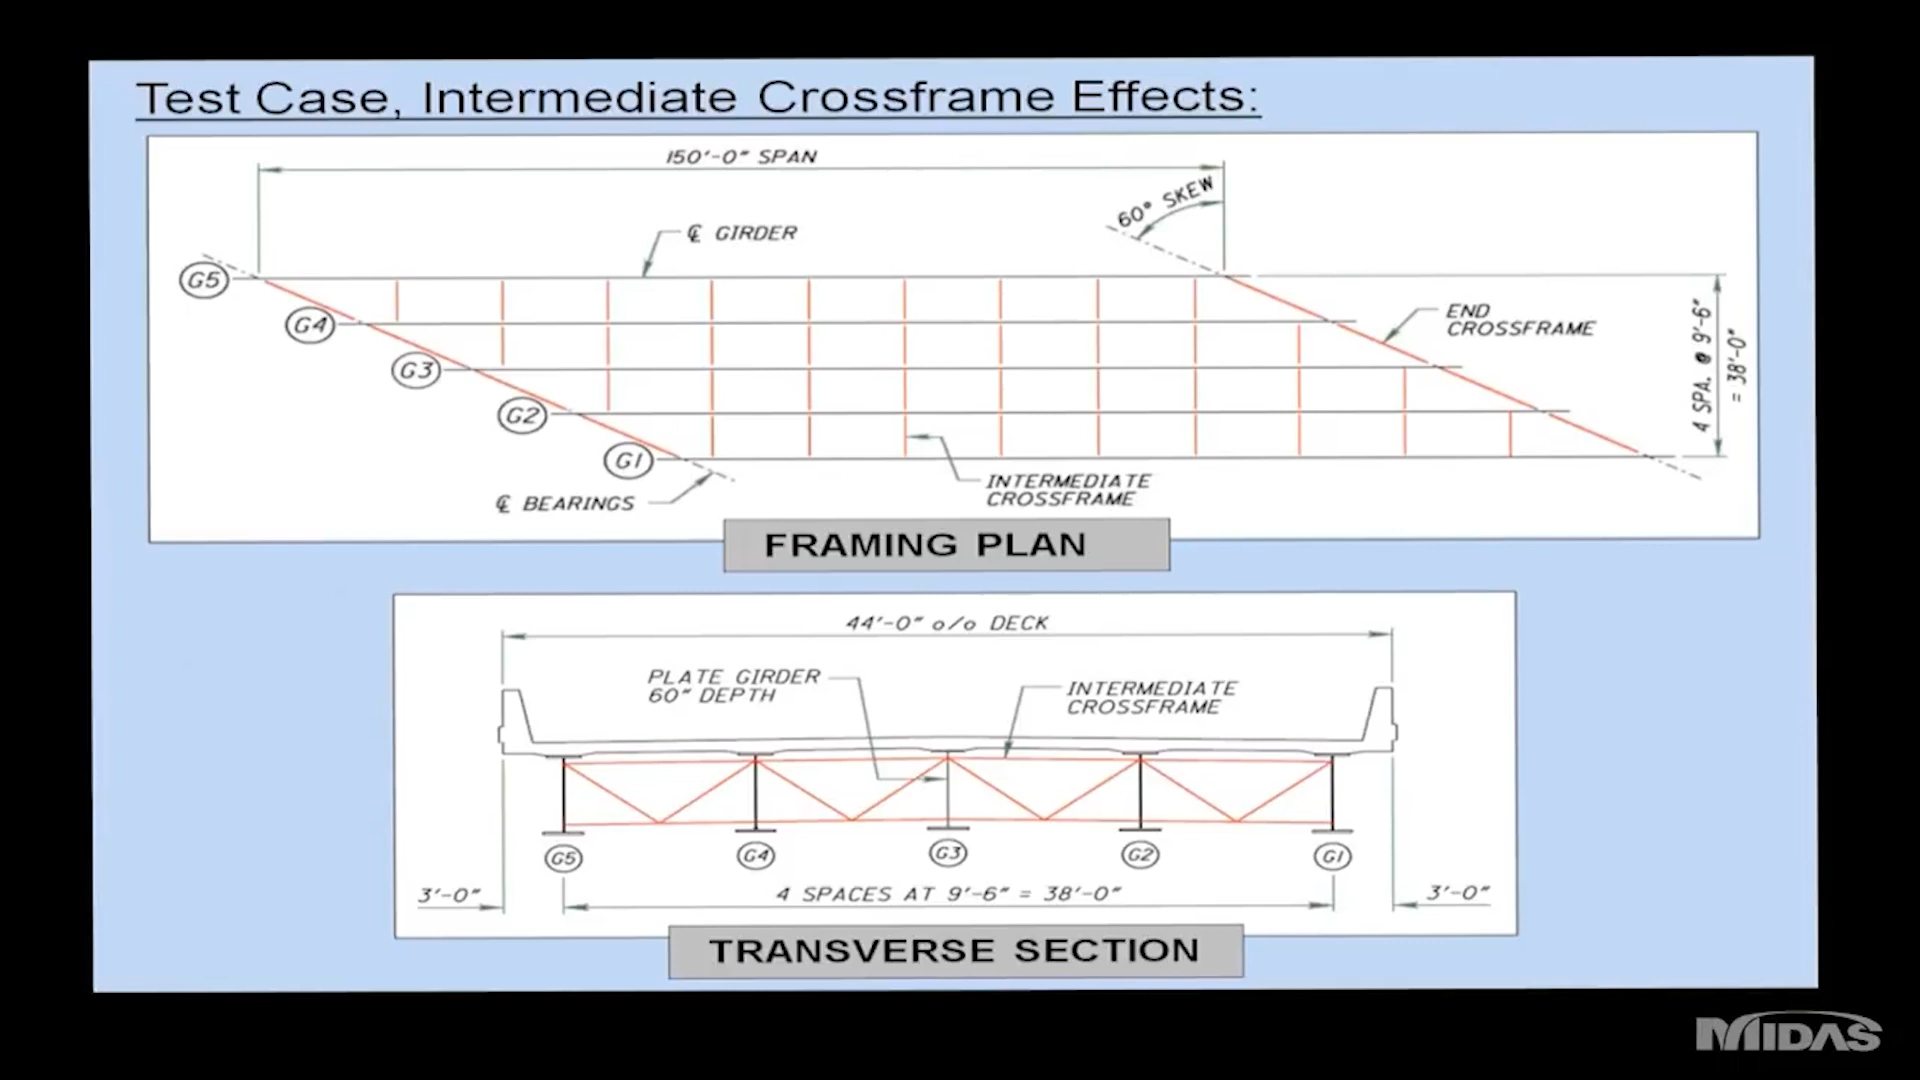 Test Case, Intermediate Crossframe Effects:
150'-0" SPAN
60° SKEW
℄ GIRDER
G5
G4
G3
G2
G1
END
CROSSFRAME
4 SPA. @ 9'-6"
= 38'-0"
INTERMEDIATE
CROSSFRAME
℄ BEARINGS
FRAMING PLAN
44'-0" o/o DECK
PLATE GIRDER
60" DEPTH
INTERMEDIATE
CROSSFRAME
G5
G4
G3
G2
G1
3'-0"
4 SPACES AT 9'-6" = 38'-0"
3'-0"
TRANSVERSE SECTION
MIDAS